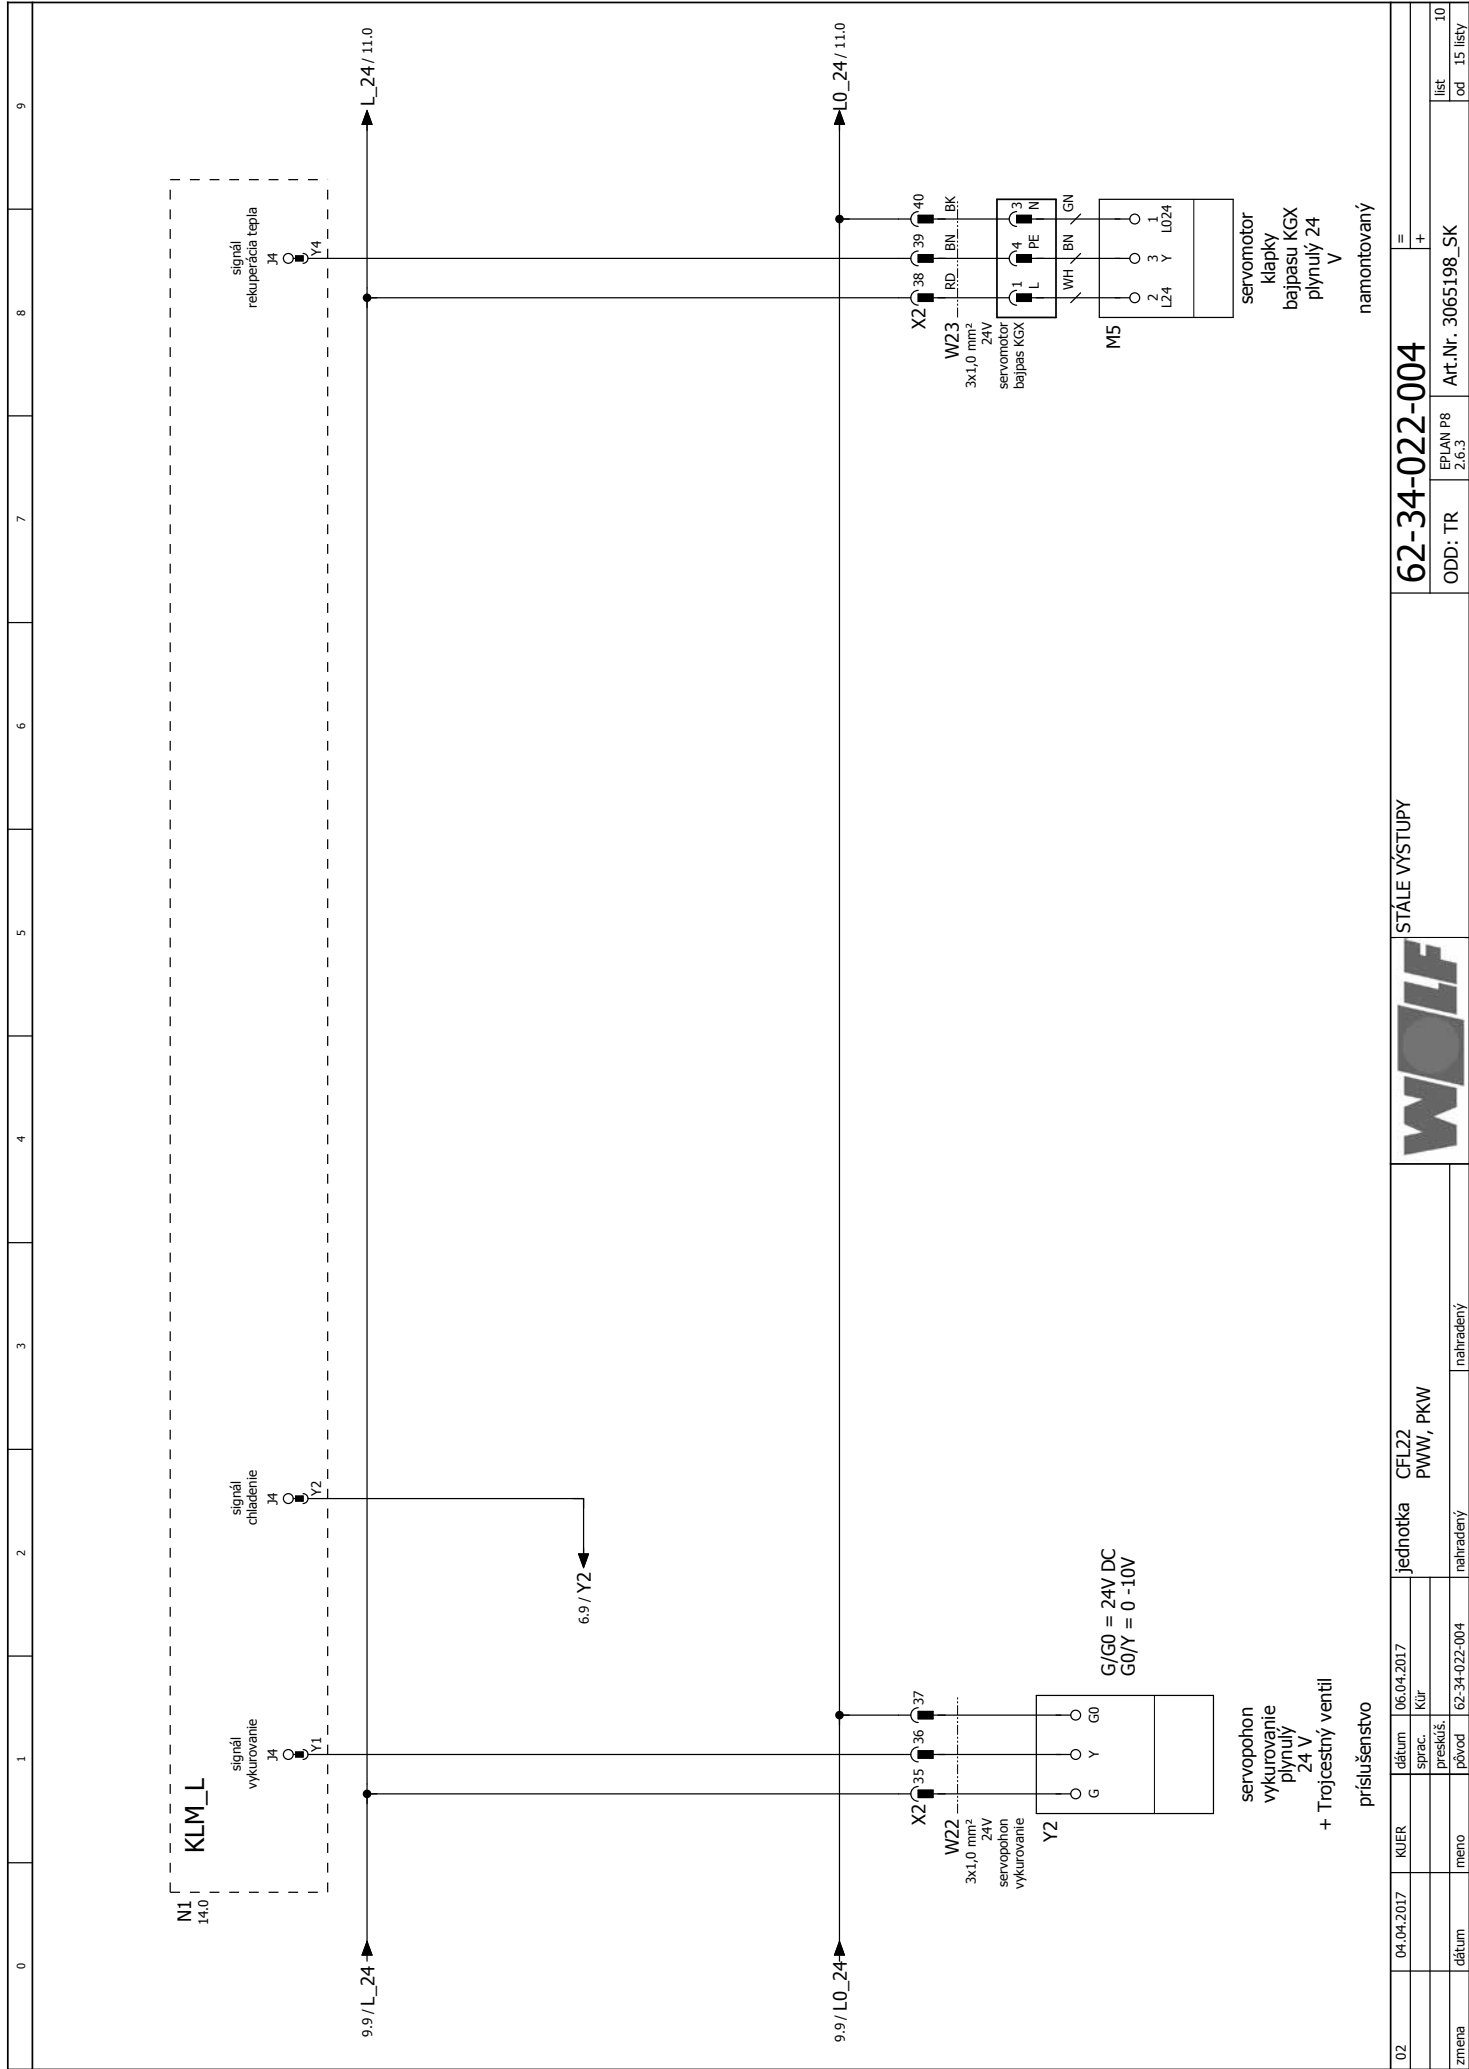 0 1 2 3 4 5 6 7 8 9
N1
14.0
KLM_L
signál
vykurovanie
J4
Y1
signál
chladenie
J4
Y2
signál
rekuperácia tepla
J4
Y4
9.9 / L_24
L_24 / 11.0
6.9 / Y2
9.9 / L0_24
L0_24 / 11.0
X2 35 36 37
W22
3x1,0 mm²
24V
servopohon
vykurovanie
Y2
G Y G0
G/G0 = 24V DC
G0/Y = 0 -10V
servopohon
vykurovanie
plynulý
24 V
+ Trojcestný ventil
príslušenstvo
X2 38 39 40
W23
RD BN BK
3x1,0 mm²
24V
servomotor
bajpas KGX
1 4 3
L PE N
WH BN GN
M5
2 3 1
L24 Y L024
servomotor
klapky
bajpasu KGX
plynulý 24
V
namontovaný
02 04.04.2017 KUER
zmena dátum meno
dátum 06.04.2017
sprac. Kür
preskúš.
pôvod 62-34-022-004
jednotka CFL22
PWW, PKW
nahradený nahradený
WOLF
STÁLE VÝSTUPY
62-34-022-004
=
+
ODD: TR
EPLAN P8
2.6.3
Art.Nr. 3065198_SK
list 10
od 15 listy